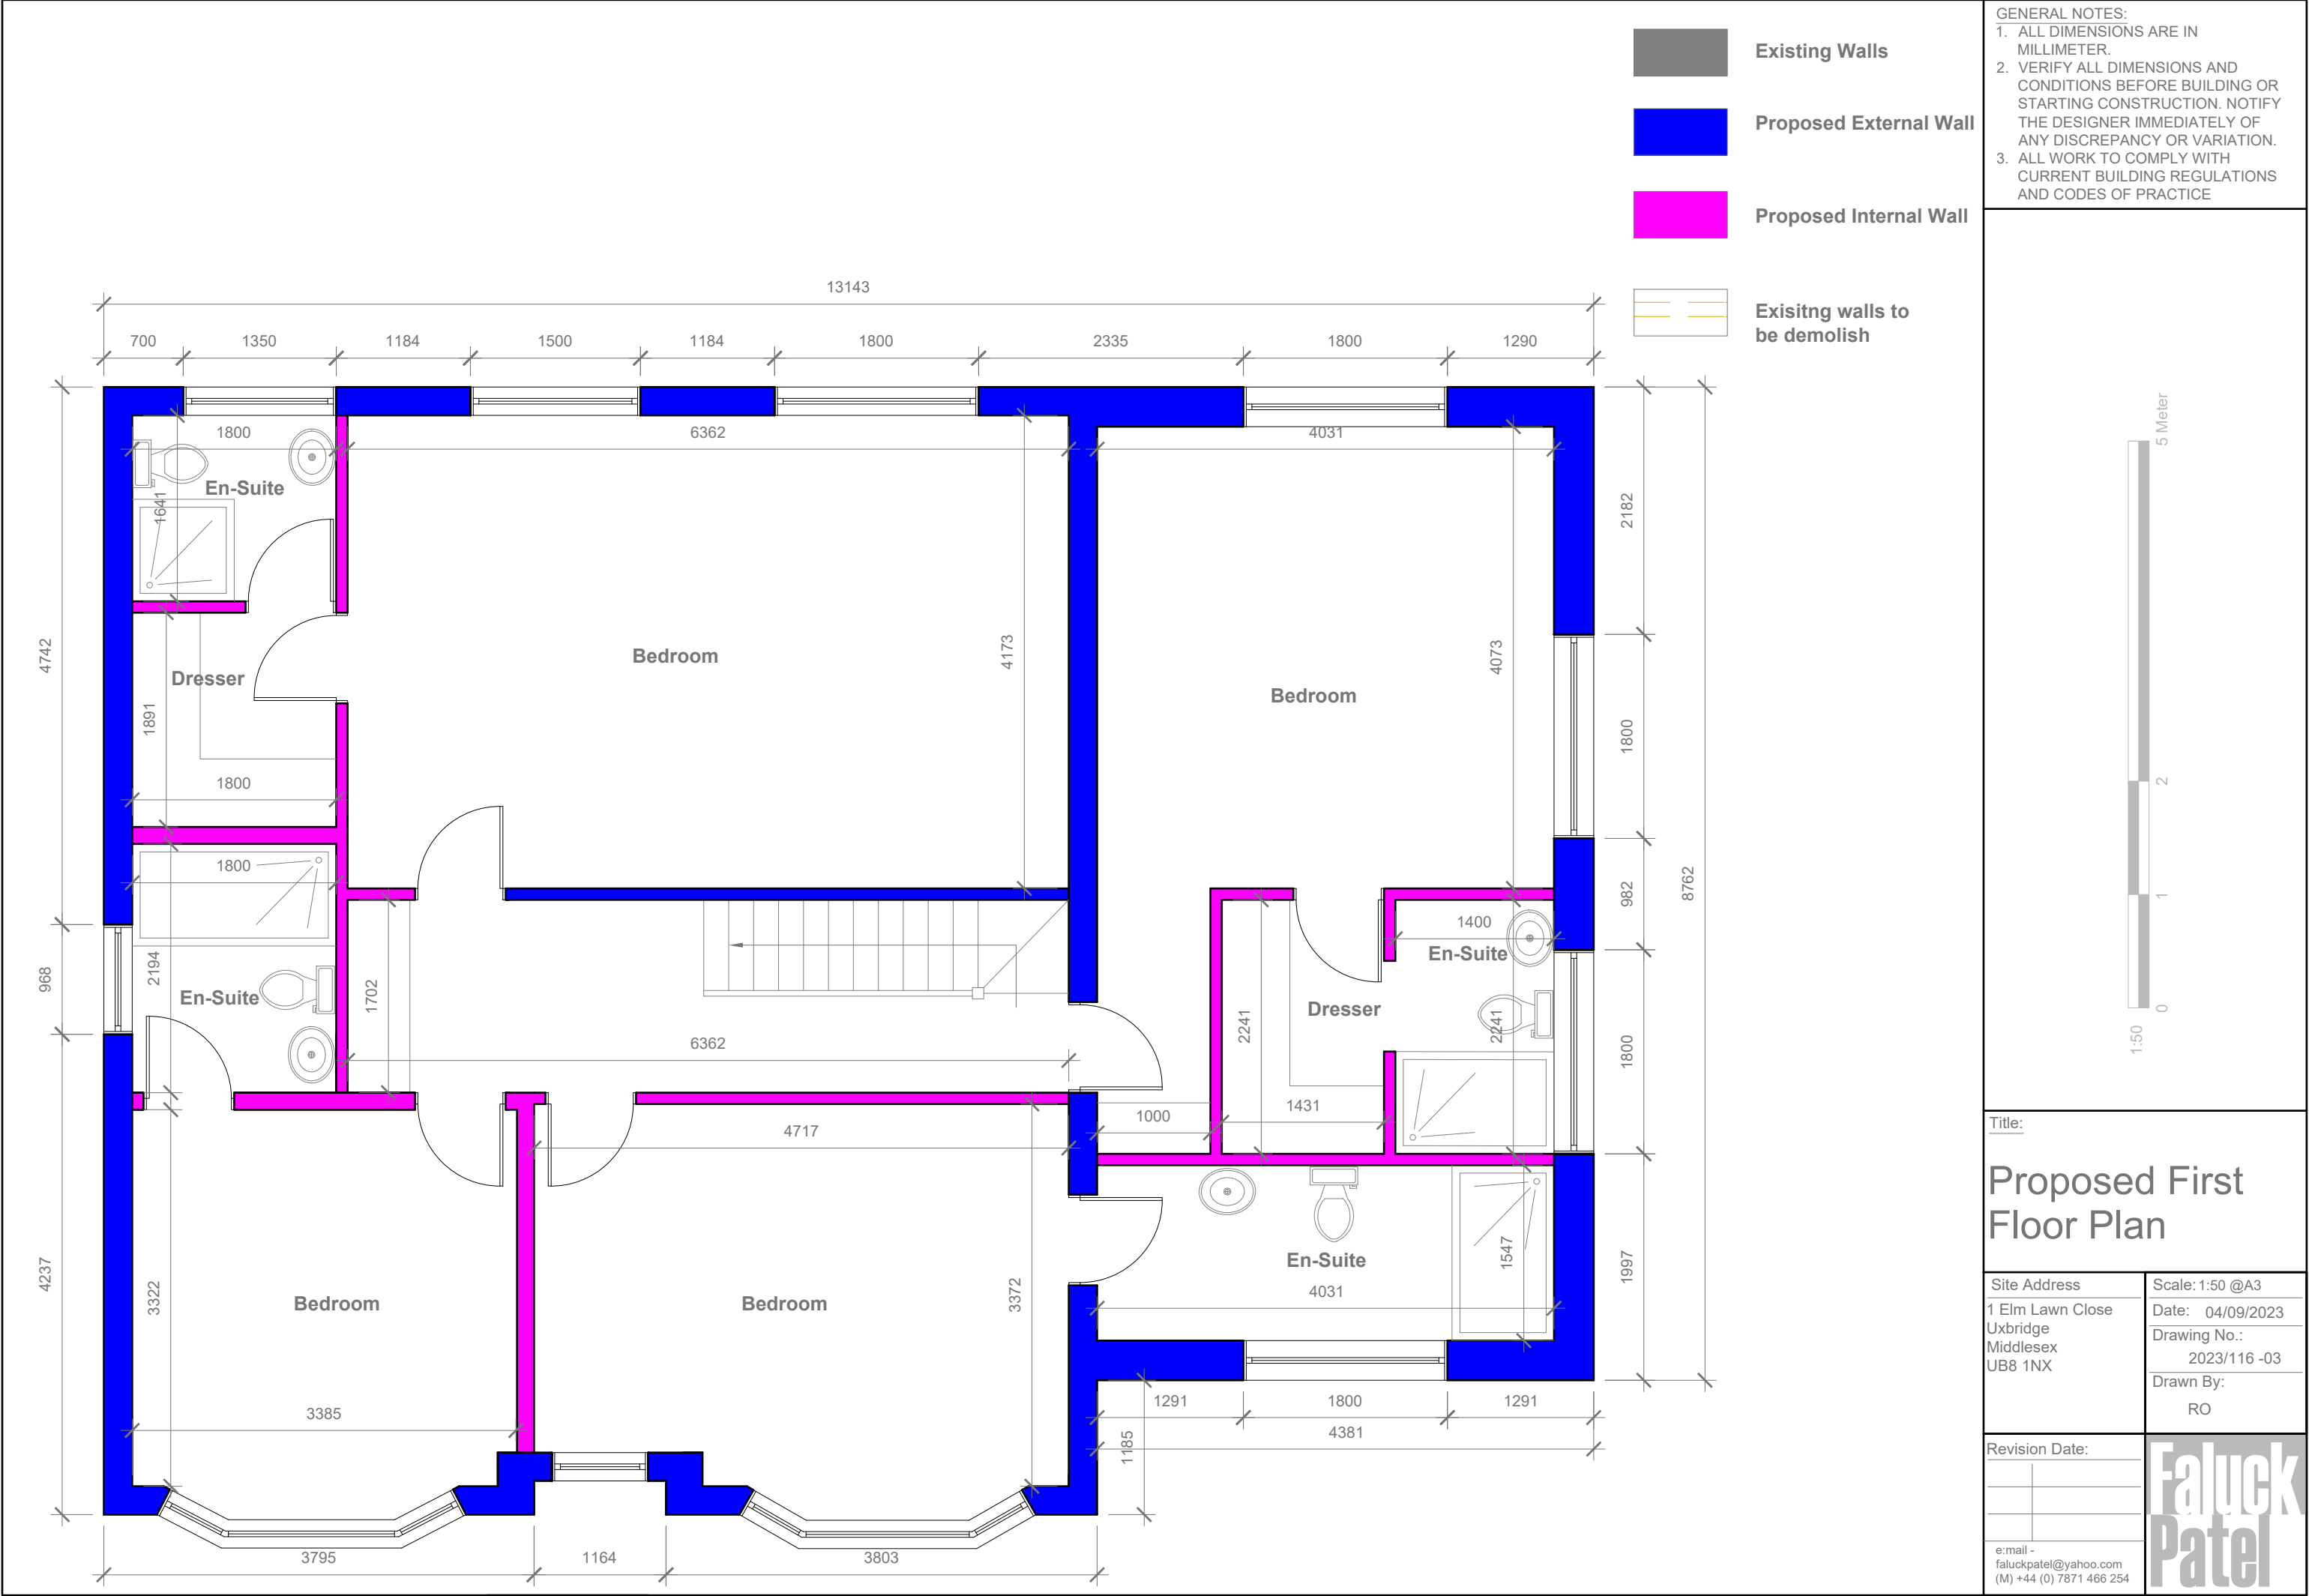 Existing Walls
Proposed External Wall
Proposed Internal Wall
Exisitng walls to
be demolish
GENERAL NOTES:
1. ALL DIMENSIONS ARE IN
MILLIMETER.
2. VERIFY ALL DIMENSIONS AND
CONDITIONS BEFORE BUILDING OR
STARTING CONSTRUCTION. NOTIFY
THE DESIGNER IMMEDIATELY OF
ANY DISCREPANCY OR VARIATION.
3. ALL WORK TO COMPLY WITH
CURRENT BUILDING REGULATIONS
AND CODES OF PRACTICE
13143
700 1350 1184 1500 1184 1800 2335 1800 1290
1800 6362 4031
En-Suite
1641
2182
4742
Bedroom
4173
4073
Dresser
Bedroom
1891
1800
1800
1800
982
8762
1400
En-Suite
968
2194
En-Suite
1702
Dresser
2241
2241
1800
6362
1431
1000
4717
En-Suite
1547
4031
1997
4237
3322
Bedroom
Bedroom
3372
3385
1291 1800 1291
4381
1185
3795 1164 3803
5 Meter
2
1
0
1:50
Title:
Proposed First
Floor Plan
Site Address
1 Elm Lawn Close
Uxbridge
Middlesex
UB8 1NX
Scale: 1:50 @A3
Date: 04/09/2023
Drawing No.:
2023/116 -03
Drawn By:
RO
Revision Date:
e:mail -
faluckpatel@yahoo.com
(M) +44 (0) 7871 466 254
Faluck
Patel